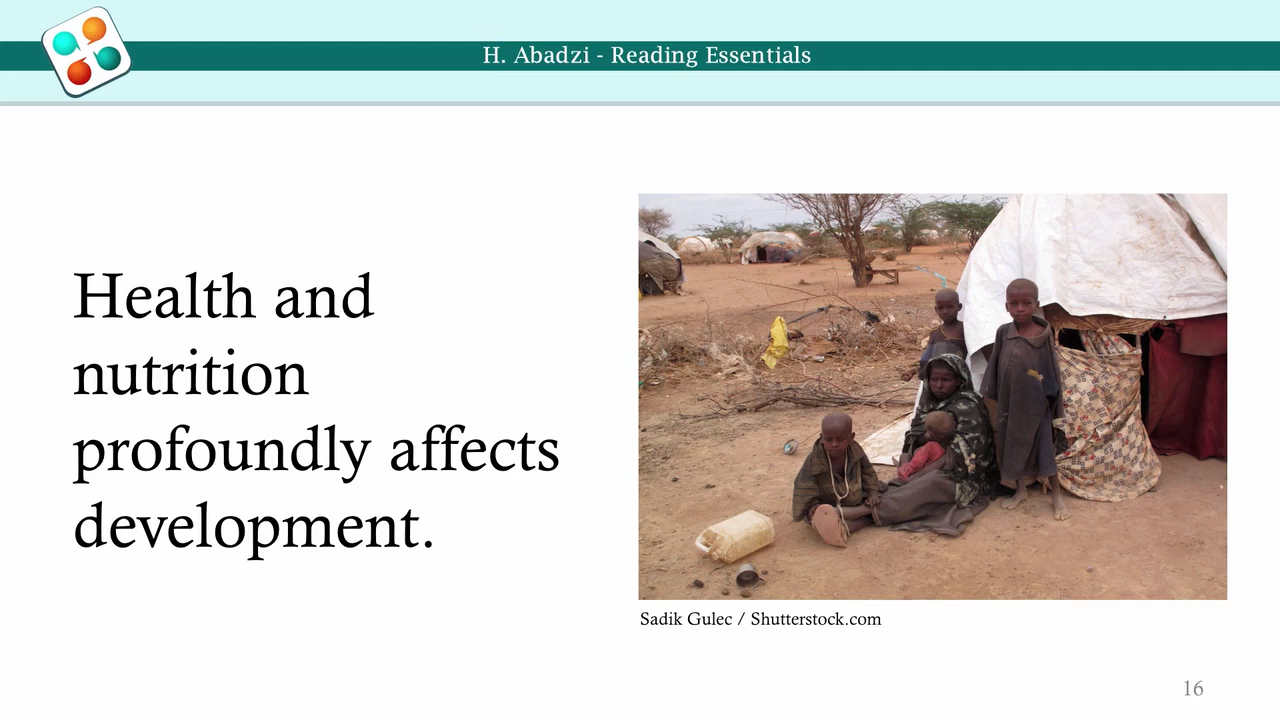 H. Abadzi - Reading Essentials
Health and
nutrition
profoundly affects
development.
Sadik Gulec / Shutterstock.com
16